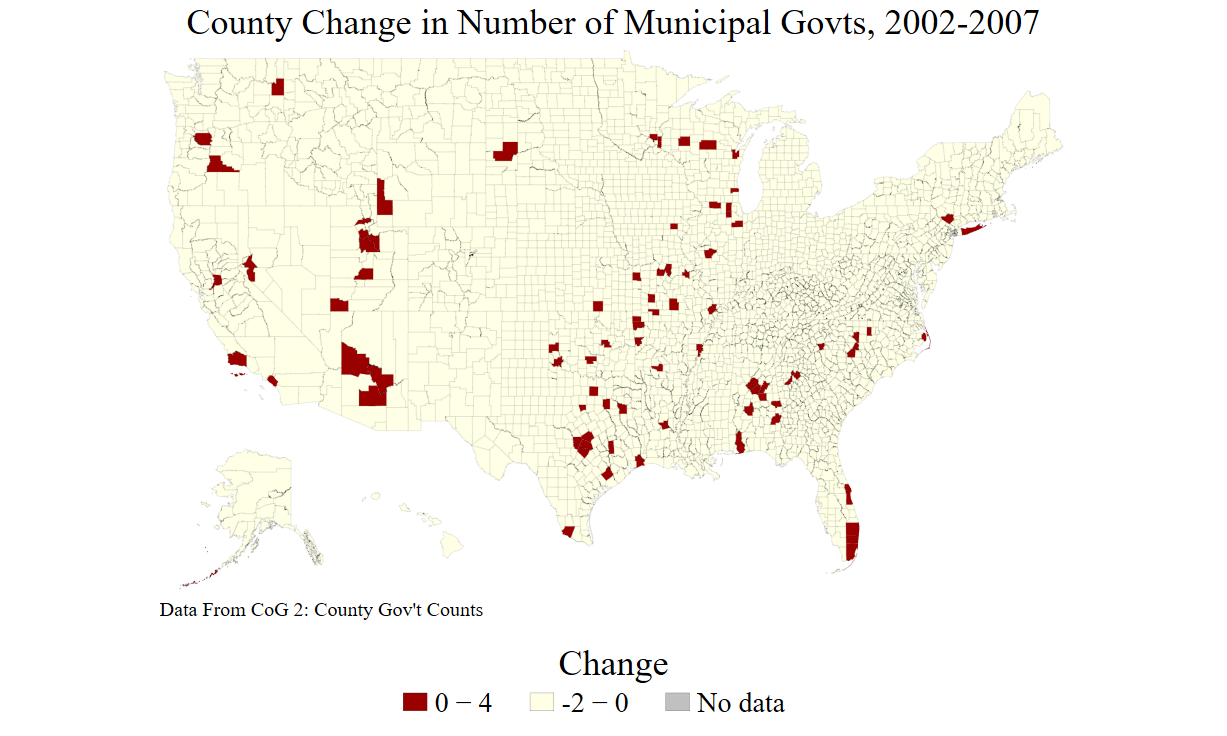 County Change in Number of Municipal Govts, 2002-2007
Data From CoG 2: County Gov't Counts
Change
0 − 4
-2 − 0
No data